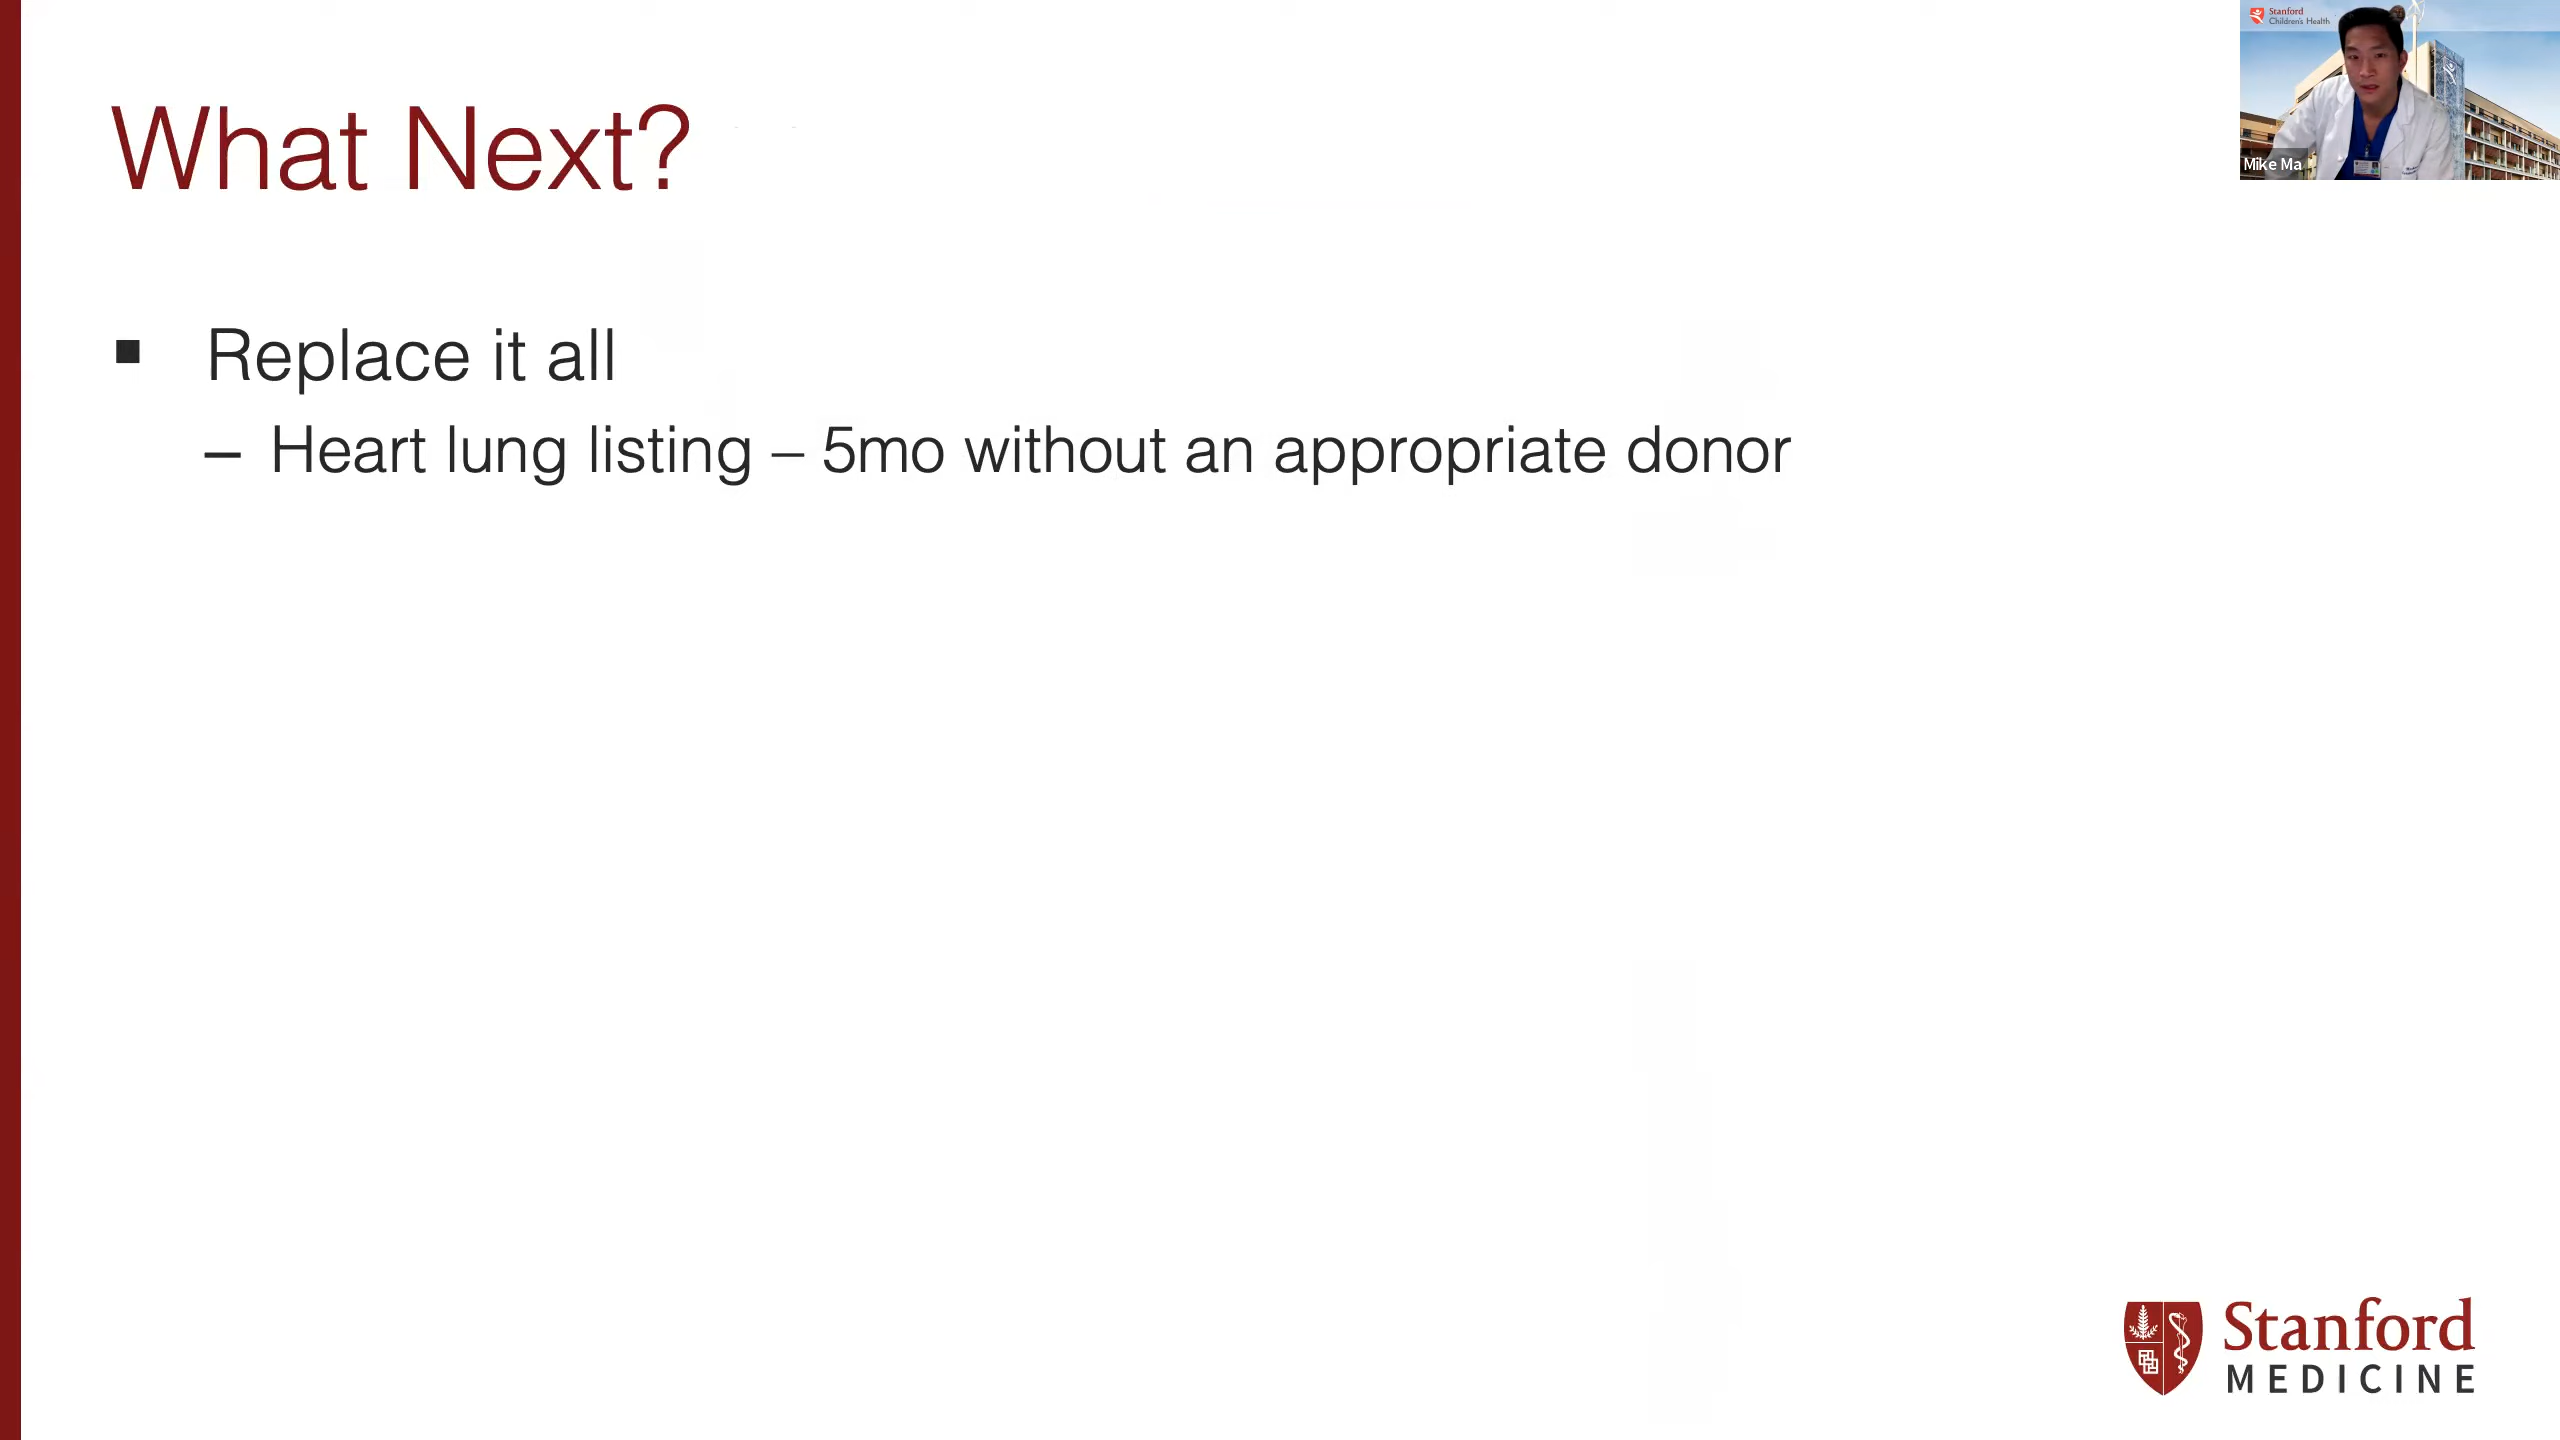 Stanford
Children's Health
Mike Ma
What Next?
▪ Replace it all
– Heart lung listing – 5mo without an appropriate donor
Stanford
MEDICINE